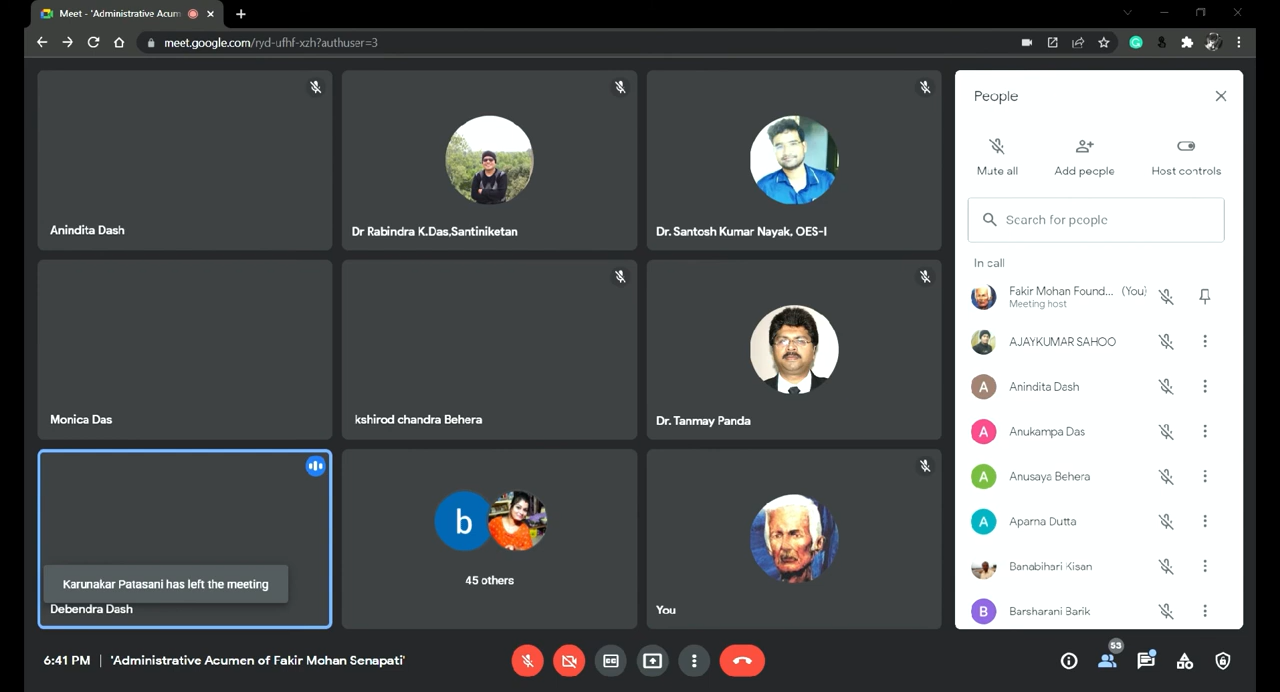 Meet - 'Administrative Acum
meet.google.com/ryd-ufhf-xzh?authuser=3
Anindita Dash
Dr Rabindra K.Das,Santiniketan
Dr. Santosh Kumar Nayak, OES-I
Monica Das
kshirod chandra Behera
Dr. Tanmay Panda
Karunakar Patasani has left the meeting
Debendra Dash
b
45 others
You
People
Mute all
Add people
Host controls
Search for people
In call
Fakir Mohan Found... (You)
Meeting host
AJAYKUMAR SAHOO
A
Anindita Dash
A
Anukampa Das
A
Anusaya Behera
A
Aparna Dutta
Banabihari Kisan
B
Barsharani Barik
6:41 PM | 'Administrative Acumen of Fakir Mohan Senapati'
53